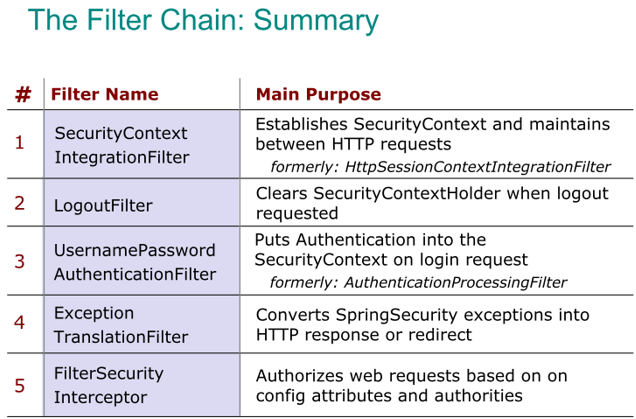 The Filter Chain: Summary
# Filter Name Main Purpose
1 SecurityContext IntegrationFilter
Establishes SecurityContext and maintains
between HTTP requests
formerly: HttpSessionContextIntegrationFilter
2 LogoutFilter
Clears SecurityContextHolder when logout
requested
3 UsernamePassword AuthenticationFilter
Puts Authentication into the
SecurityContext on login request
formerly: AuthenticationProcessingFilter
4 Exception TranslationFilter
Converts SpringSecurity exceptions into
HTTP response or redirect
5 FilterSecurity Interceptor
Authorizes web requests based on on
config attributes and authorities